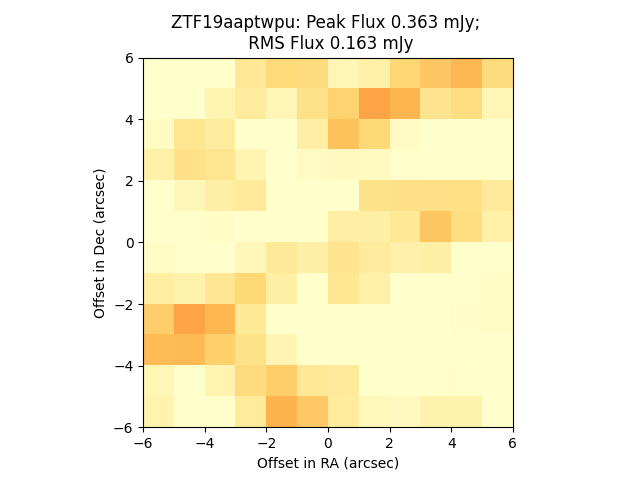 ZTF19aaptwpu: Peak Flux 0.363 mJy;
RMS Flux 0.163 mJy
6
4
2
0
−2
−4
−6
Offset in Dec (arcsec)
−6 −4 −2 0 2 4 6
Offset in RA (arcsec)